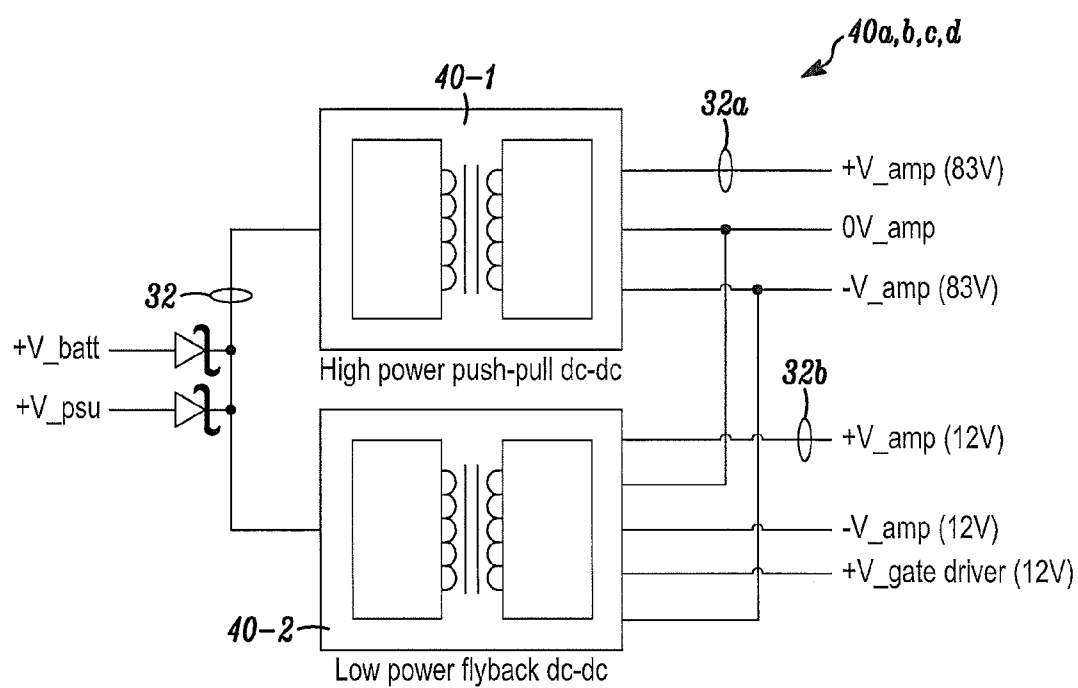 40a,b,c,d
40-1
32a
+V_amp (83V)
0V_amp
-V_amp (83V)
32
+V_batt
High power push-pull dc-dc
32b
+V_psu
+V_amp (12V)
-V_amp (12V)
+V_gate driver (12V)
40-2
Low power flyback dc-dc